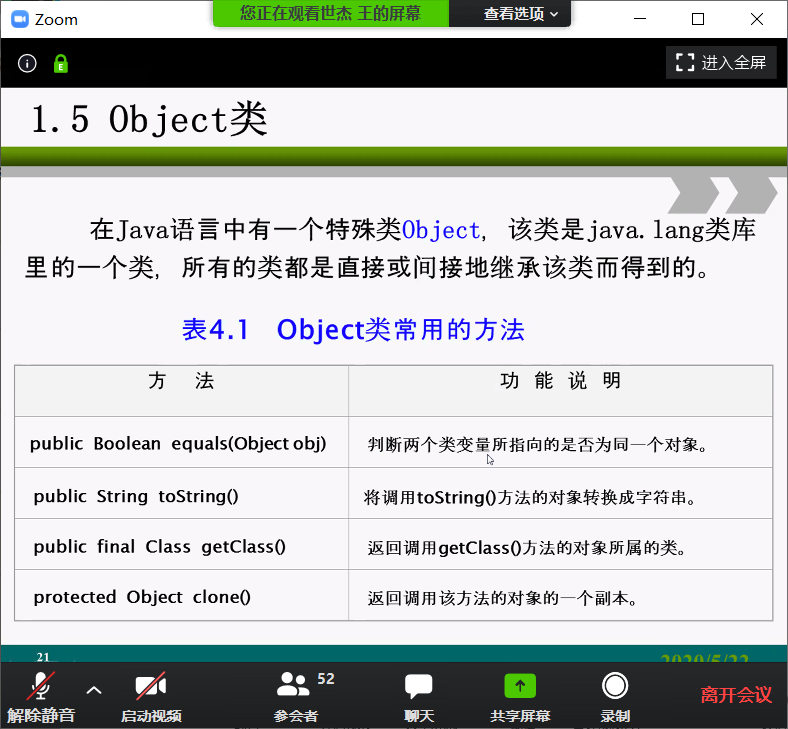 Zoom
您正在观看世杰 王的屏幕
查看选项
进入全屏
1.5 Object类
在Java语言中有一个特殊类Object, 该类是java.lang类库
里的一个类, 所有的类都是直接或间接地继承该类而得到的。
表4.1 Object类常用的方法
方 法
功 能 说 明
public Boolean equals(Object obj)
判断两个类变量所指向的是否为同一个对象。
public String toString()
将调用toString()方法的对象转换成字符串。
public final Class getClass()
返回调用getClass()方法的对象所属的类。
protected Object clone()
返回调用该方法的对象的一个副本。
21
2020/5/22
52
解除静音
启动视频
参会者
聊天
共享屏幕
录制
离开会议